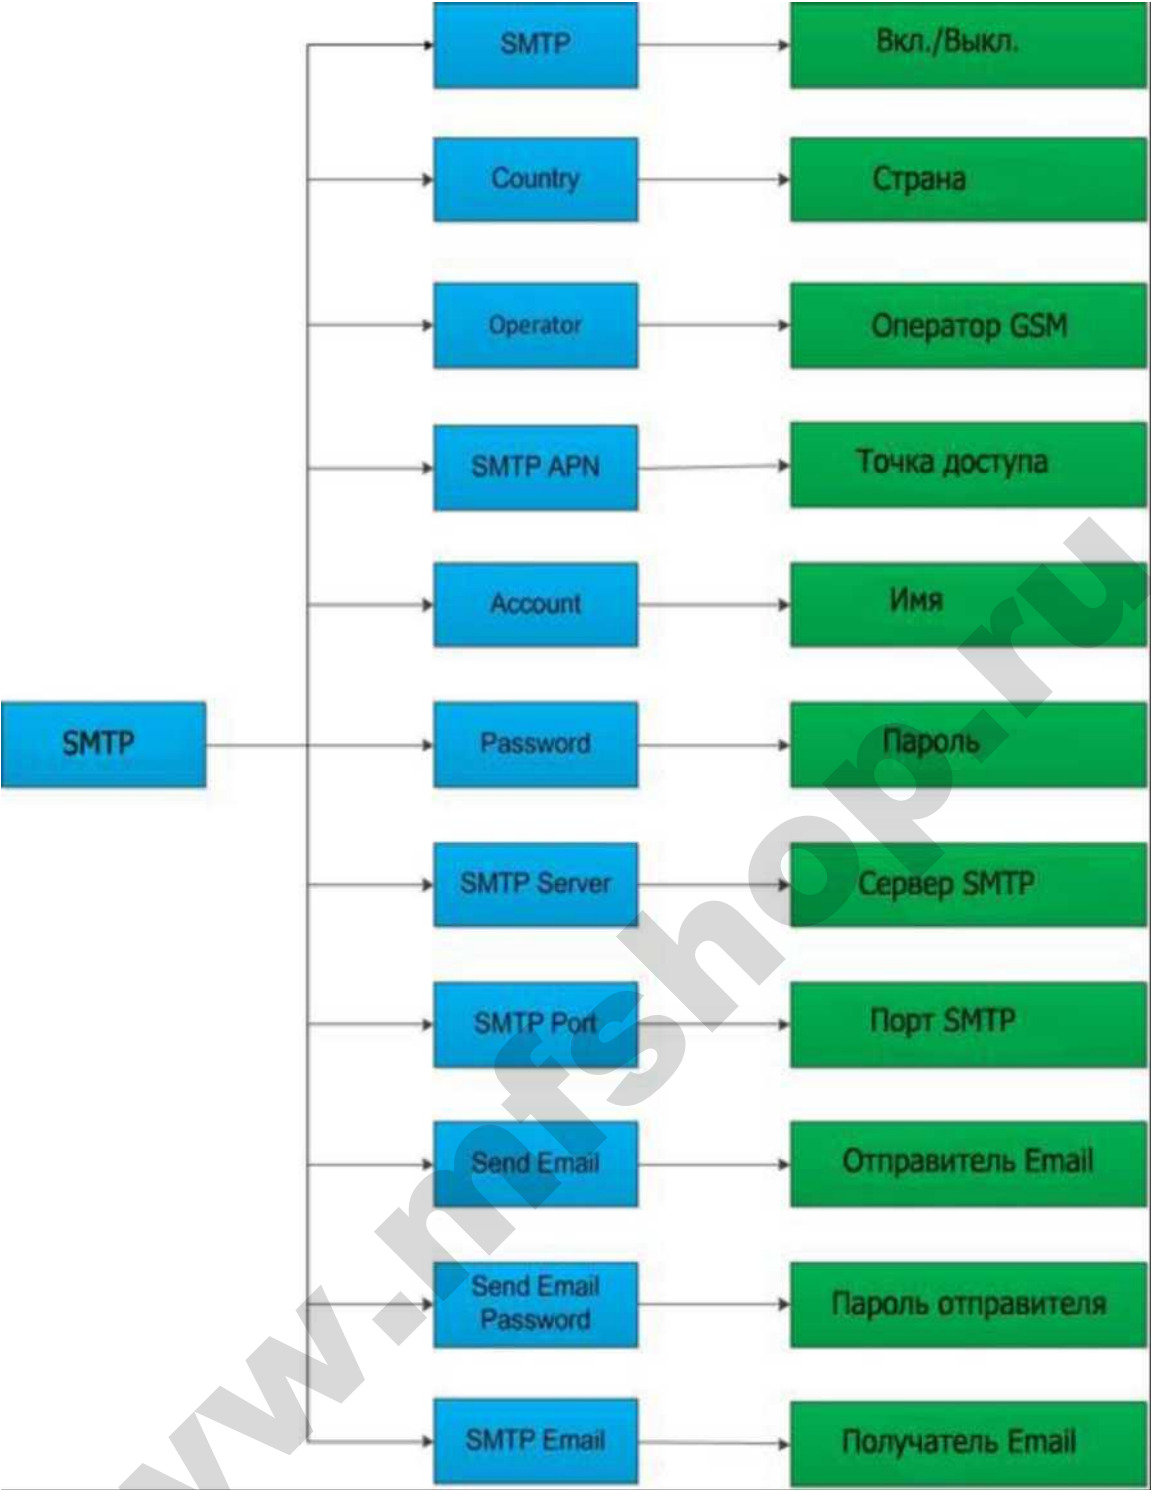 SMTP
Вкл./Выкл.
Country
Страна
Operator
Оператор GSM
SMTP APN
Точка доступа
Account
Имя
SMTP
Password
Пароль
SMTP Server
Сервер SMTP
SMTP Port
Порт SMTP
Send Email
Отправитель Email
Send Email
Password
Пароль отправителя
SMTP Email
Получатель Email
www.mfshop.ru